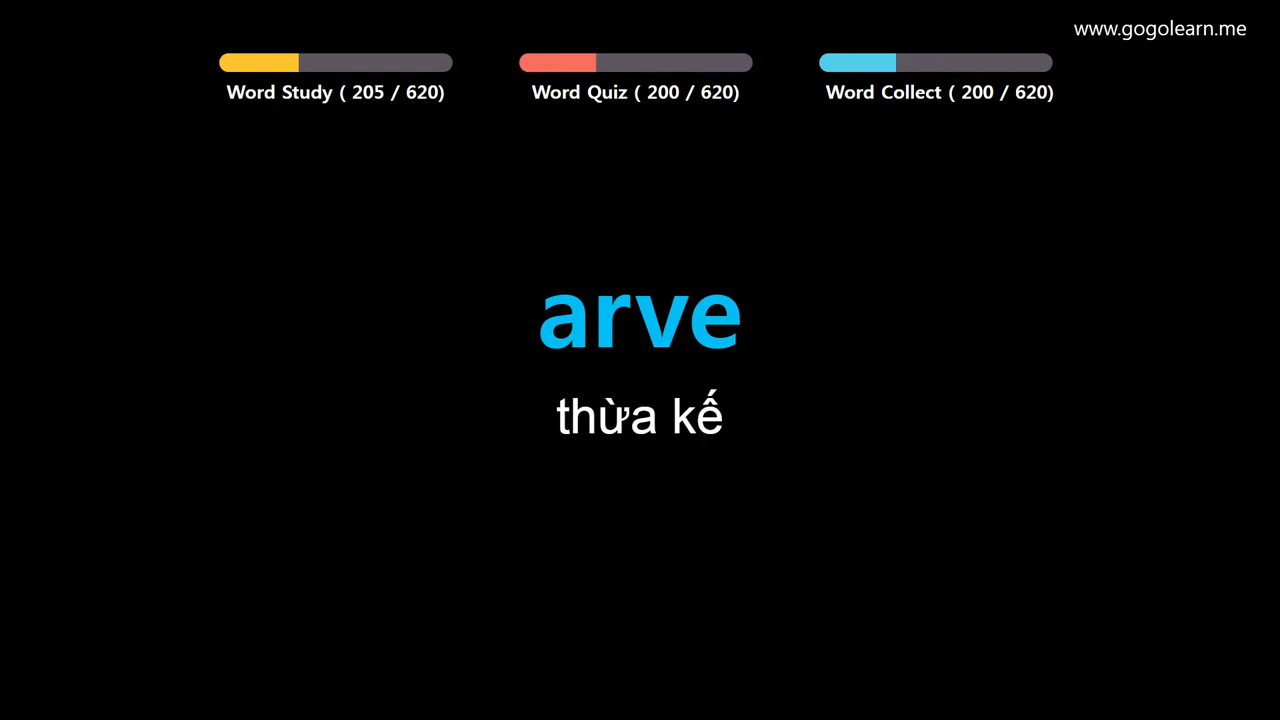 www.gogolearn.me
Word Study ( 205 / 620)
Word Quiz ( 200 / 620)
Word Collect ( 200 / 620)
arve
thừa kế